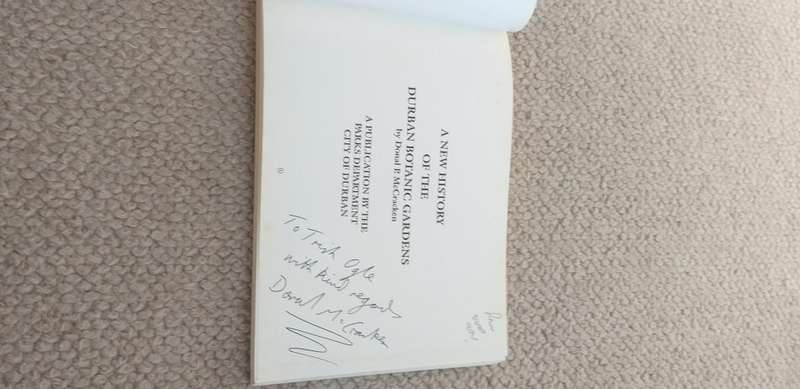 A NEW HISTORY
OF THE
DURBAN BOTANIC GARDENS
by Donal P. McCracken
A PUBLICATION BY THE
PARKS DEPARTMENT
CITY OF DURBAN
To Trish Ogle
with kind regards
Donal McCracken